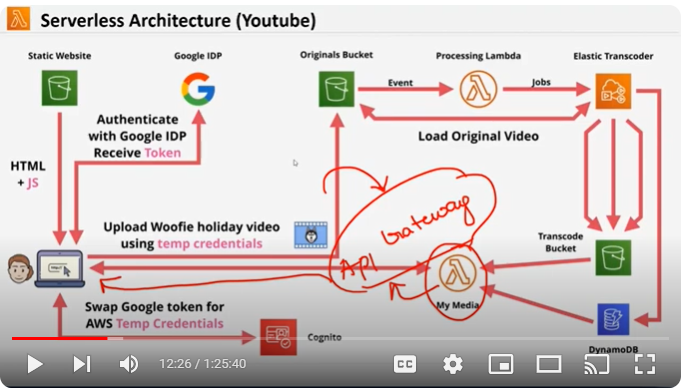 Serverless Architecture (Youtube)
Static Website
Google IDP
Originals Bucket
Processing Lambda
Elastic Transcoder
Event
Jobs
Authenticate
with Google IDP
Receive Token
Load Original Video
HTML
+ JS
Upload Woofie holiday video
using temp credentials
API
Gateway
Transcode
Bucket
My Media
Swap Google token for
AWS Temp Credentials
Cognito
DynamoDB
12:26 / 1:25:40
CC